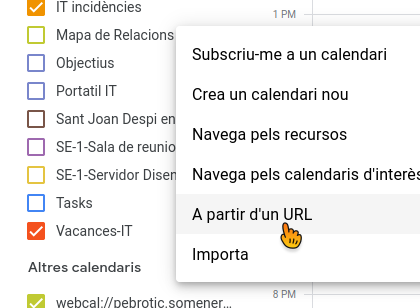 IT incidències
1 PM
Mapa de Relacions
Subscriu-me a un calendari
Objectius
Portatil IT
Crea un calendari nou
Sant Joan Despi en
Navega pels recursos
SE-1-Sala de reunio
SE-1-Servidor Disen
Navega pels calendaris d'interès
Tasks
A partir d'un URL
Vacances-IT
Importa
Altres calendaris
8 PM
webcal://pebrotic.somener...